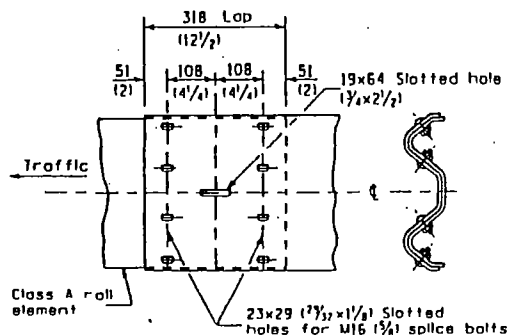 318 Lap
(12 1/2)
51
(2)
108
(4 1/4)
108
(4 1/4)
51
(2)
19x64 Slotted hole
(3/4x2 1/2)
Traffic
℄
Class A rail
element
23x29 (29/32x1 1/8) Slotted
holes for M16 (5/8) splice bolts